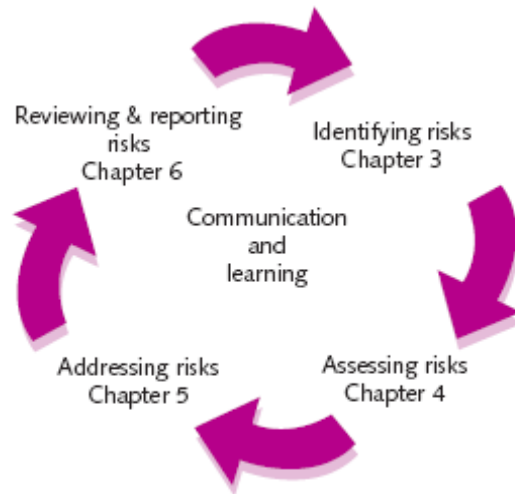 Reviewing & reporting
risks
Chapter 6
Identifying risks
Chapter 3
Communication
and
learning
Addressing risks
Chapter 5
Assessing risks
Chapter 4